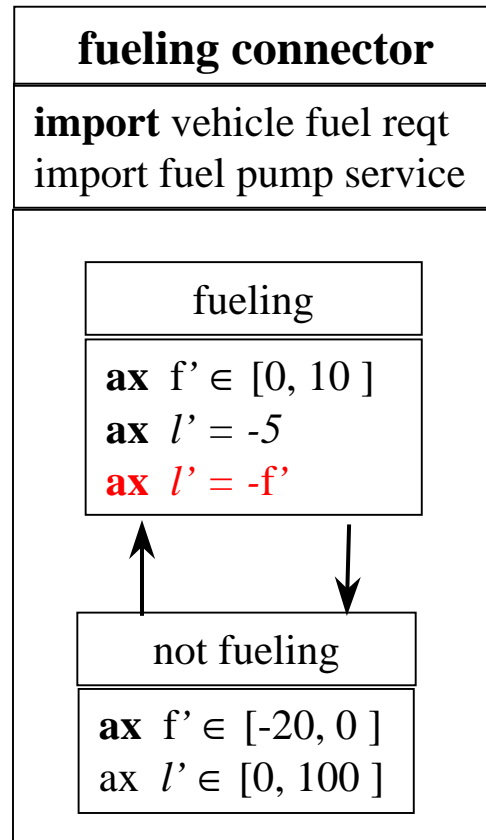 fueling connector
import vehicle fuel reqt
import fuel pump service
fueling
ax f’ ∈ [0, 10 ]
ax l’ = -5
ax l’ = -f’
not fueling
ax f’ ∈ [-20, 0 ]
ax l’ ∈ [0, 100 ]